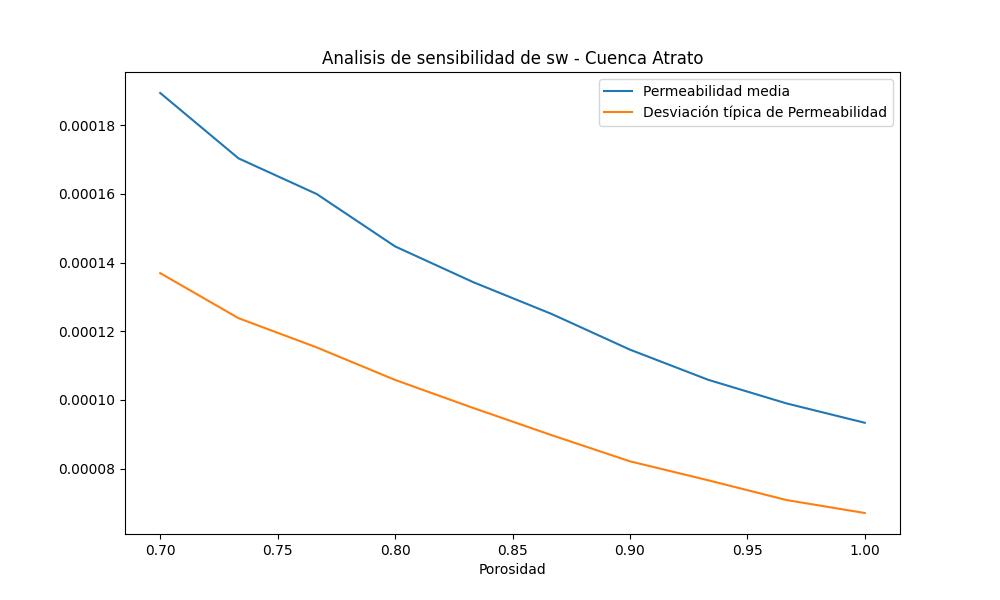 Analisis de sensibilidad de sw - Cuenca Atrato
Permeabilidad media
Desviación típica de Permeabilidad
0.00018
0.00016
0.00014
0.00012
0.00010
0.00008
0.70 0.75 0.80 0.85 0.90 0.95 1.00
Porosidad